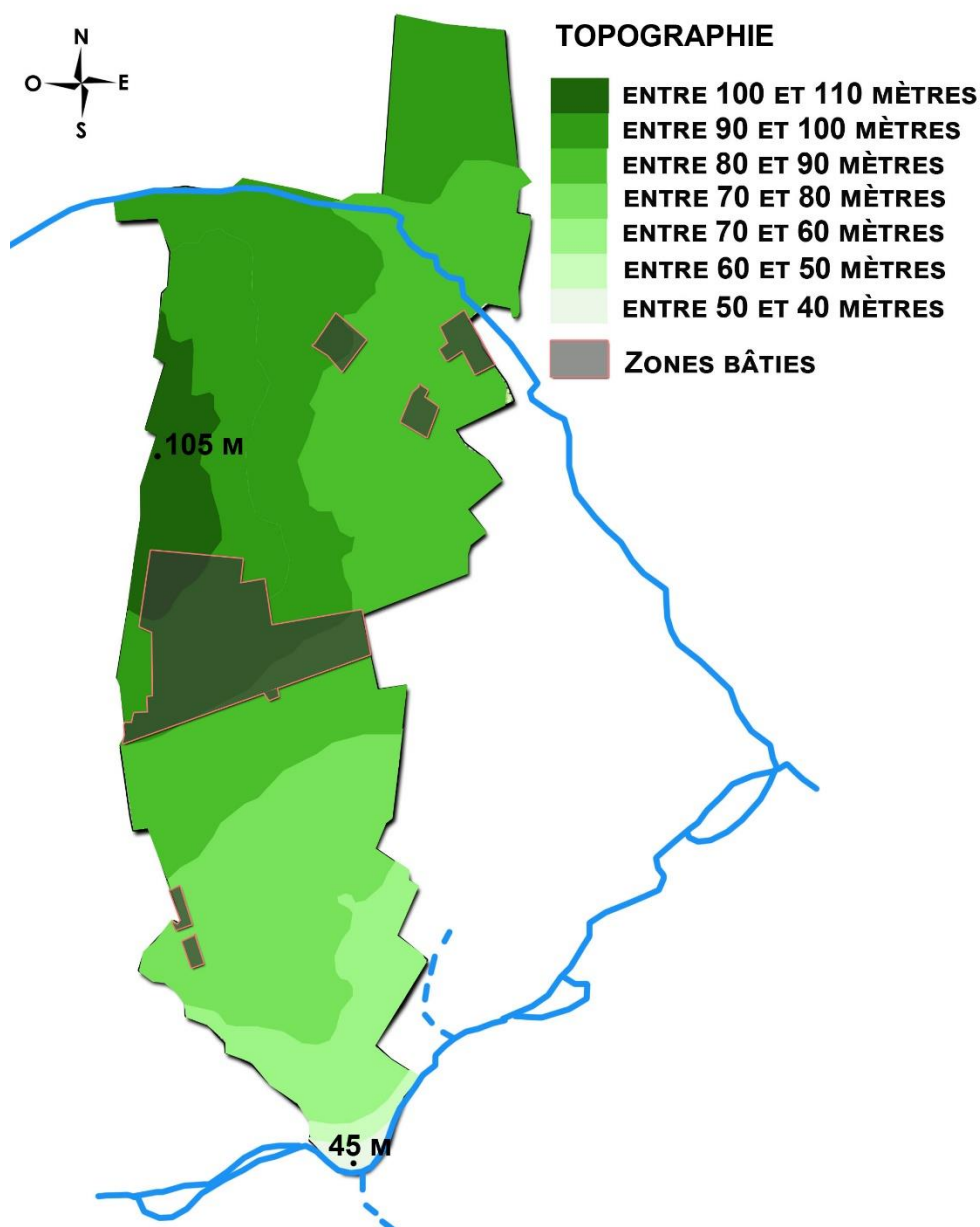 TOPOGRAPHIE
N
O E
S
ENTRE 100 ET 110 MÈTRES
ENTRE 90 ET 100 MÈTRES
ENTRE 80 ET 90 MÈTRES
ENTRE 70 ET 80 MÈTRES
ENTRE 70 ET 60 MÈTRES
ENTRE 60 ET 50 MÈTRES
ENTRE 50 ET 40 MÈTRES
ZONES BÂTIES
105 M
45 M